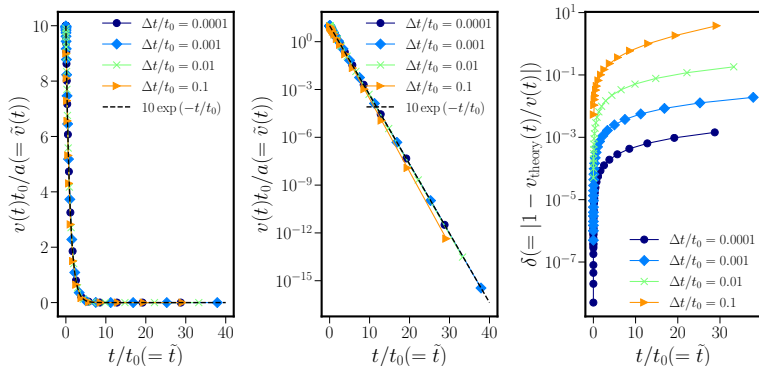 v(t)t₀/a(= ṽ(t))
10
8
6
4
2
0
0
10
20
30
40
t/t₀(= t̃)
Δt/t₀ = 0.0001
Δt/t₀ = 0.001
Δt/t₀ = 0.01
Δt/t₀ = 0.1
10 exp (−t/t₀)
v(t)t₀/a(= ṽ(t))
10⁰
10⁻³
10⁻⁶
10⁻⁹
10⁻¹²
10⁻¹⁵
0
10
20
30
40
t/t₀(= t̃)
Δt/t₀ = 0.0001
Δt/t₀ = 0.001
Δt/t₀ = 0.01
Δt/t₀ = 0.1
10 exp (−t/t₀)
δ(= |1 − v_theory(t)/v(t)|)
10¹
10⁻¹
10⁻³
10⁻⁵
10⁻⁷
0
10
20
30
t/t₀(= t̃)
Δt/t₀ = 0.0001
Δt/t₀ = 0.001
Δt/t₀ = 0.01
Δt/t₀ = 0.1